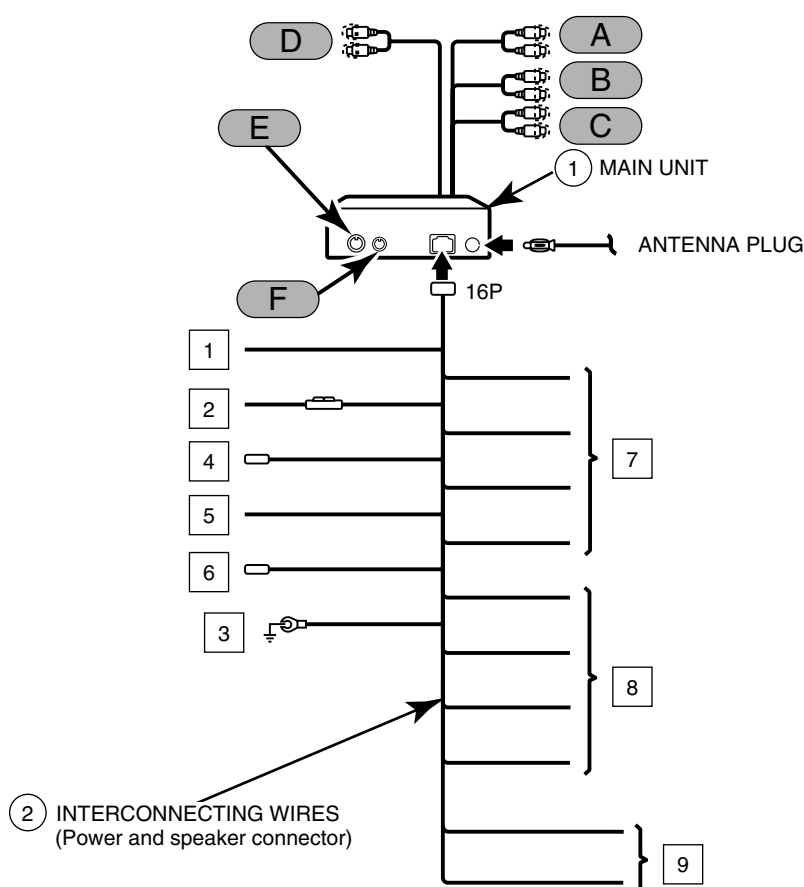 D
A
B
C
E
1 MAIN UNIT
ANTENNA PLUG
F
16P
1
2
7
4
5
6
3
8
2 INTERCONNECTING WIRES
(Power and speaker connector)
9